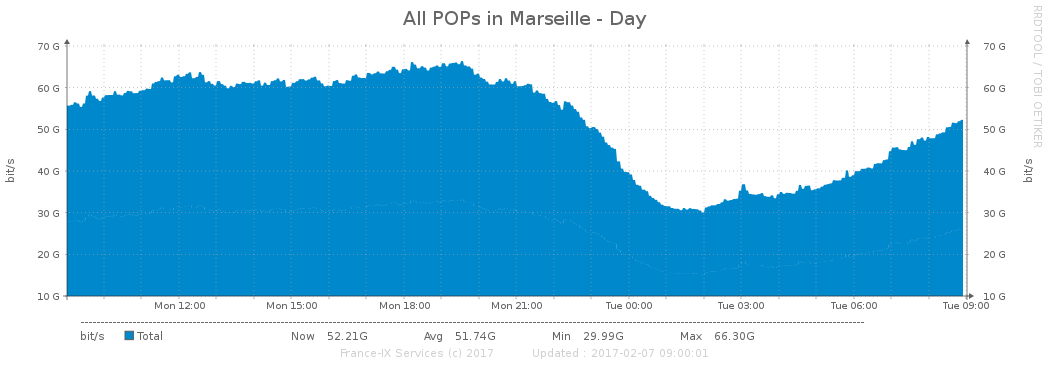 All POPs in Marseille - Day
RRDTOOL / TOBI OETIKER
70 G 70 G
60 G 60 G
50 G 50 G
40 G 40 G
30 G 30 G
20 G 20 G
10 G 10 G
bit/s
bit/s
Mon 12:00 Mon 15:00 Mon 18:00 Mon 21:00 Tue 00:00 Tue 03:00 Tue 06:00 Tue 09:00
bit/s Total Now 52.21G Avg 51.74G Min 29.99G Max 66.30G
France-IX Services (c) 2017 Updated : 2017-02-07 09:00:01